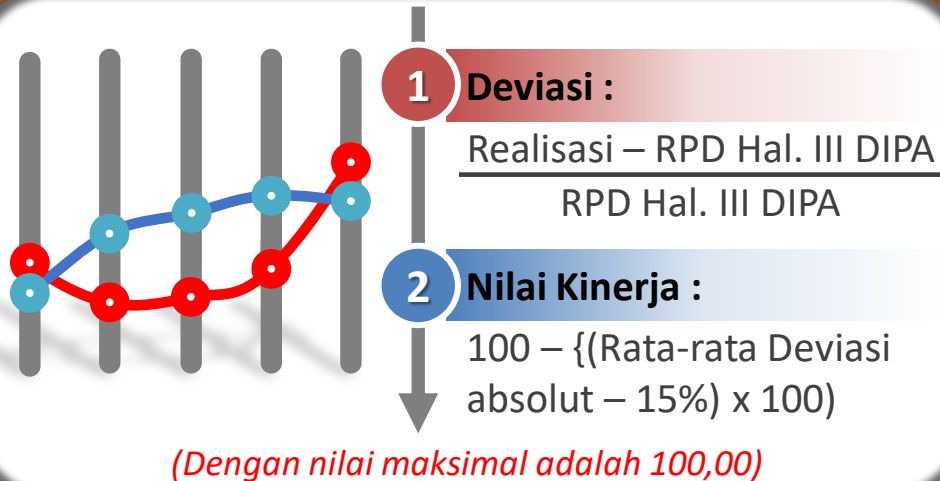 1 Deviasi :
Realisasi – RPD Hal. III DIPA
RPD Hal. III DIPA
2 Nilai Kinerja :
100 – {(Rata-rata Deviasi
absolut – 15%) x 100)
(Dengan nilai maksimal adalah 100,00)